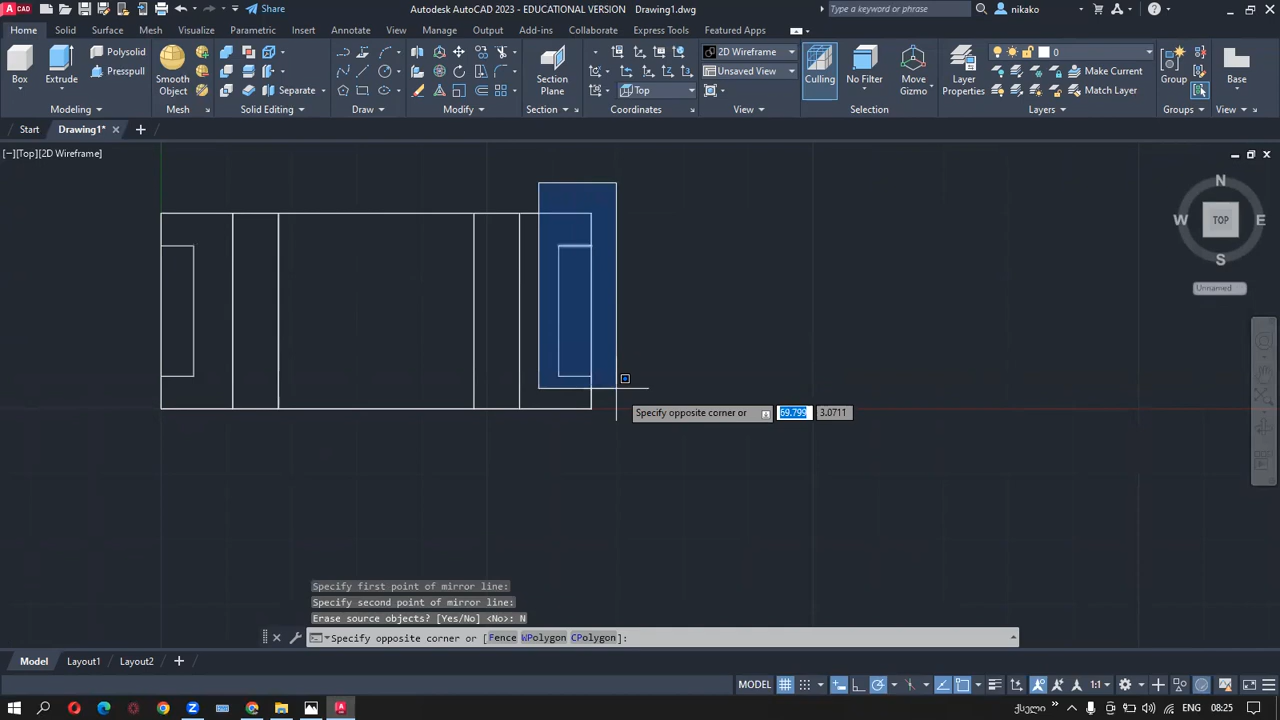 Share
Autodesk AutoCAD 2023 - EDUCATIONAL VERSION Drawing1.dwg
Type a keyword or phrase
nikako
CAD
Home Solid Surface Mesh Visualize Parametric Insert Annotate View Manage Output Add-ins Collaborate Express Tools Featured Apps
Box
Extrude
Polysolid
Presspull
Smooth
Object
Separate
Section
Plane
Top
2D Wireframe
Unsaved View
Culling
No Filter
Move
Gizmo
Layer
Properties
0
Make Current
Match Layer
Group
Base
Modeling Mesh Solid Editing Draw Modify Section Coordinates View Selection Layers Groups View
Start Drawing1*
[−][Top][2D Wireframe]
N
W TOP E
S
Unnamed
Specify opposite corner or 69.799 3.0711
Specify first point of mirror line:
Specify second point of mirror line:
Erase source objects? [Yes/No] <No>: N
Specify opposite corner or [Fence WPolygon CPolygon]:
Model Layout1 Layout2
MODEL 1:1
ქსელი ENG 08:25